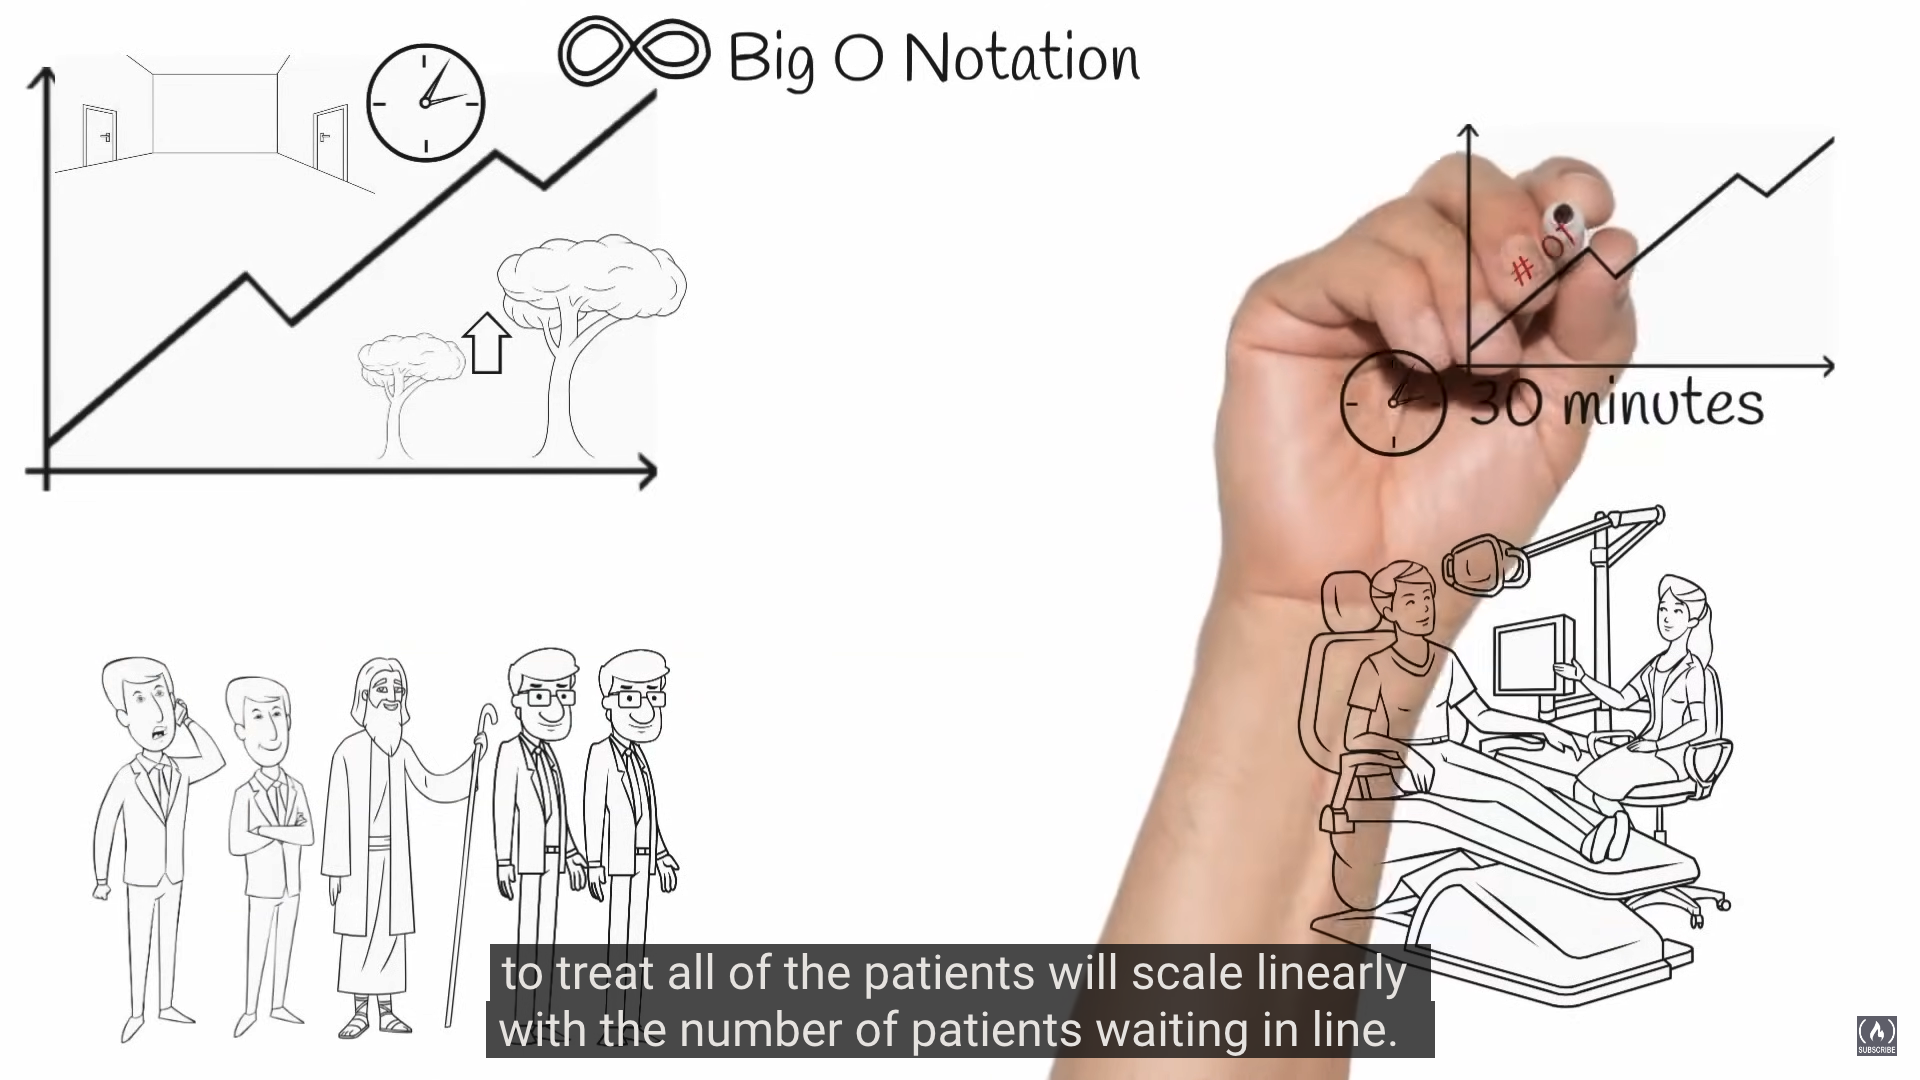 Big O Notation
# of
30 minutes
to treat all of the patients will scale linearly
with the number of patients waiting in line.
SUBSCRIBE